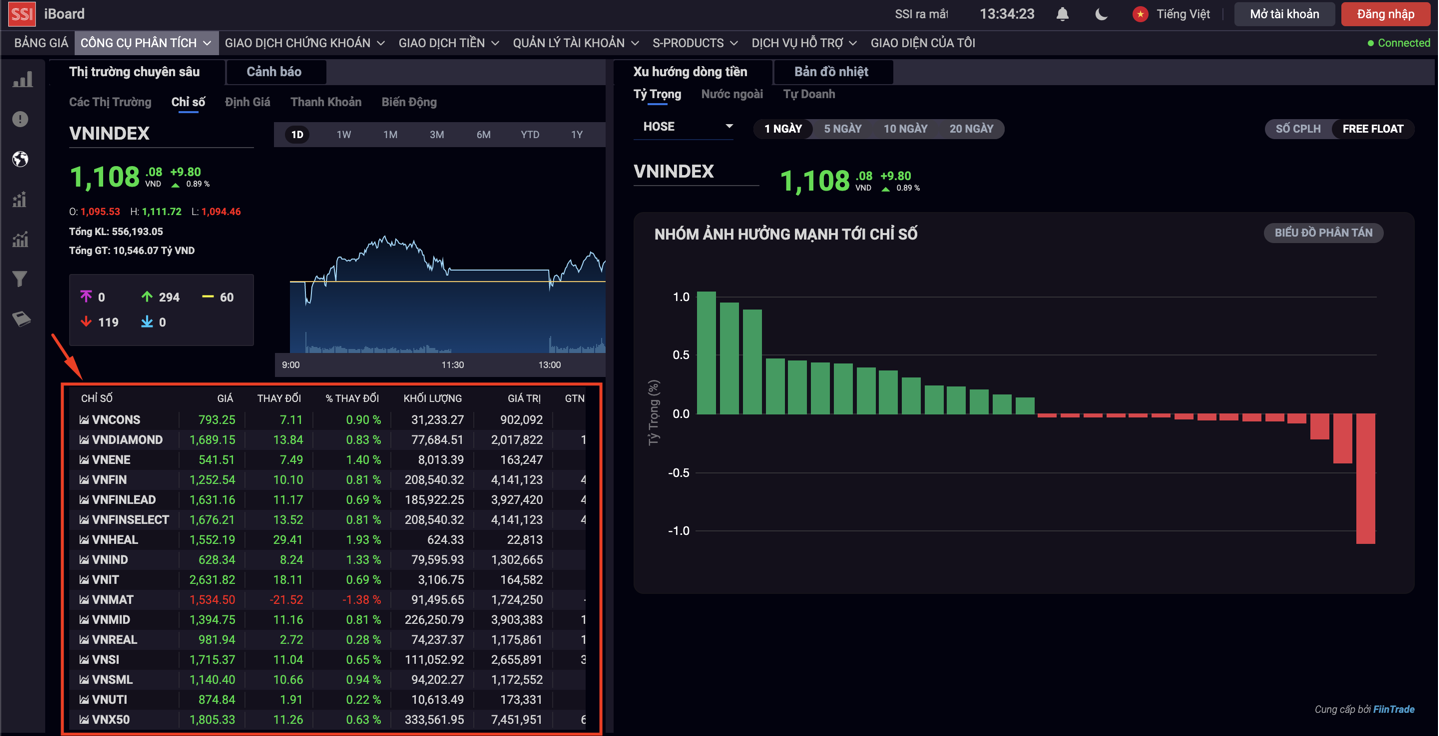 SSI iBoard SSI ra mắt 13:34:23 Tiếng Việt Mở tài khoản Đăng nhập
BẢNG GIÁ CÔNG CỤ PHÂN TÍCH GIAO DỊCH CHỨNG KHOÁN GIAO DỊCH TIỀN QUẢN LÝ TÀI KHOẢN S-PRODUCTS DỊCH VỤ HỖ TRỢ GIAO DIỆN CỦA TÔI Connected
Thị trường chuyên sâu Cảnh báo
Các Thị Trường Chỉ số Định Giá Thanh Khoản Biến Động
VNINDEX
1D 1W 1M 3M 6M YTD 1Y
1,108.08 VND +9.80 0.89 %
O: 1,095.53 H: 1,111.72 L: 1,094.46
Tổng KL: 556,193.05
Tổng GT: 10,546.07 Tỷ VND
0 294 60
119 0
9:00 11:30 13:00
CHỈ SỐ GIÁ THAY ĐỔI % THAY ĐỔI KHỐI LƯỢNG GIÁ TRỊ GTN
VNCONS 793.25 7.11 0.90 % 31,233.27 902,092
VNDIAMOND 1,689.15 13.84 0.83 % 77,684.51 2,017,822 1
VNENE 541.51 7.49 1.40 % 8,013.39 163,247
VNFIN 1,252.54 10.10 0.81 % 208,540.32 4,141,123 4
VNFINLEAD 1,631.16 11.17 0.69 % 185,922.25 3,927,420 4
VNFINSELECT 1,676.21 13.52 0.81 % 208,540.32 4,141,123 4
VNHEAL 1,552.19 29.41 1.93 % 624.33 22,813
VNIND 628.34 8.24 1.33 % 79,595.93 1,302,665
VNIT 2,631.82 18.11 0.69 % 3,106.75 164,582
VNMAT 1,534.50 -21.52 -1.38 % 91,495.65 1,724,250 -
VNMID 1,394.75 11.16 0.81 % 226,250.79 3,903,383 1
VNREAL 981.94 2.72 0.28 % 74,237.37 1,175,861 1
VNSI 1,715.37 11.04 0.65 % 111,052.92 2,655,891 3
VNSML 1,140.40 10.66 0.94 % 94,202.27 1,172,552
VNUTI 874.84 1.91 0.22 % 10,613.49 173,331
VNX50 1,805.33 11.26 0.63 % 333,561.95 7,451,951 6
Xu hướng dòng tiền Bản đồ nhiệt
Tỷ Trọng Nước ngoài Tự Doanh
HOSE 1 NGÀY 5 NGÀY 10 NGÀY 20 NGÀY SỐ CPLH FREE FLOAT
VNINDEX 1,108.08 VND +9.80 0.89 %
NHÓM ẢNH HƯỞNG MẠNH TỚI CHỈ SỐ BIỂU ĐỒ PHÂN TÁN
Tỷ Trọng (%)
1.0
0.5
0.0
-0.5
-1.0
Cung cấp bởi FiinTrade